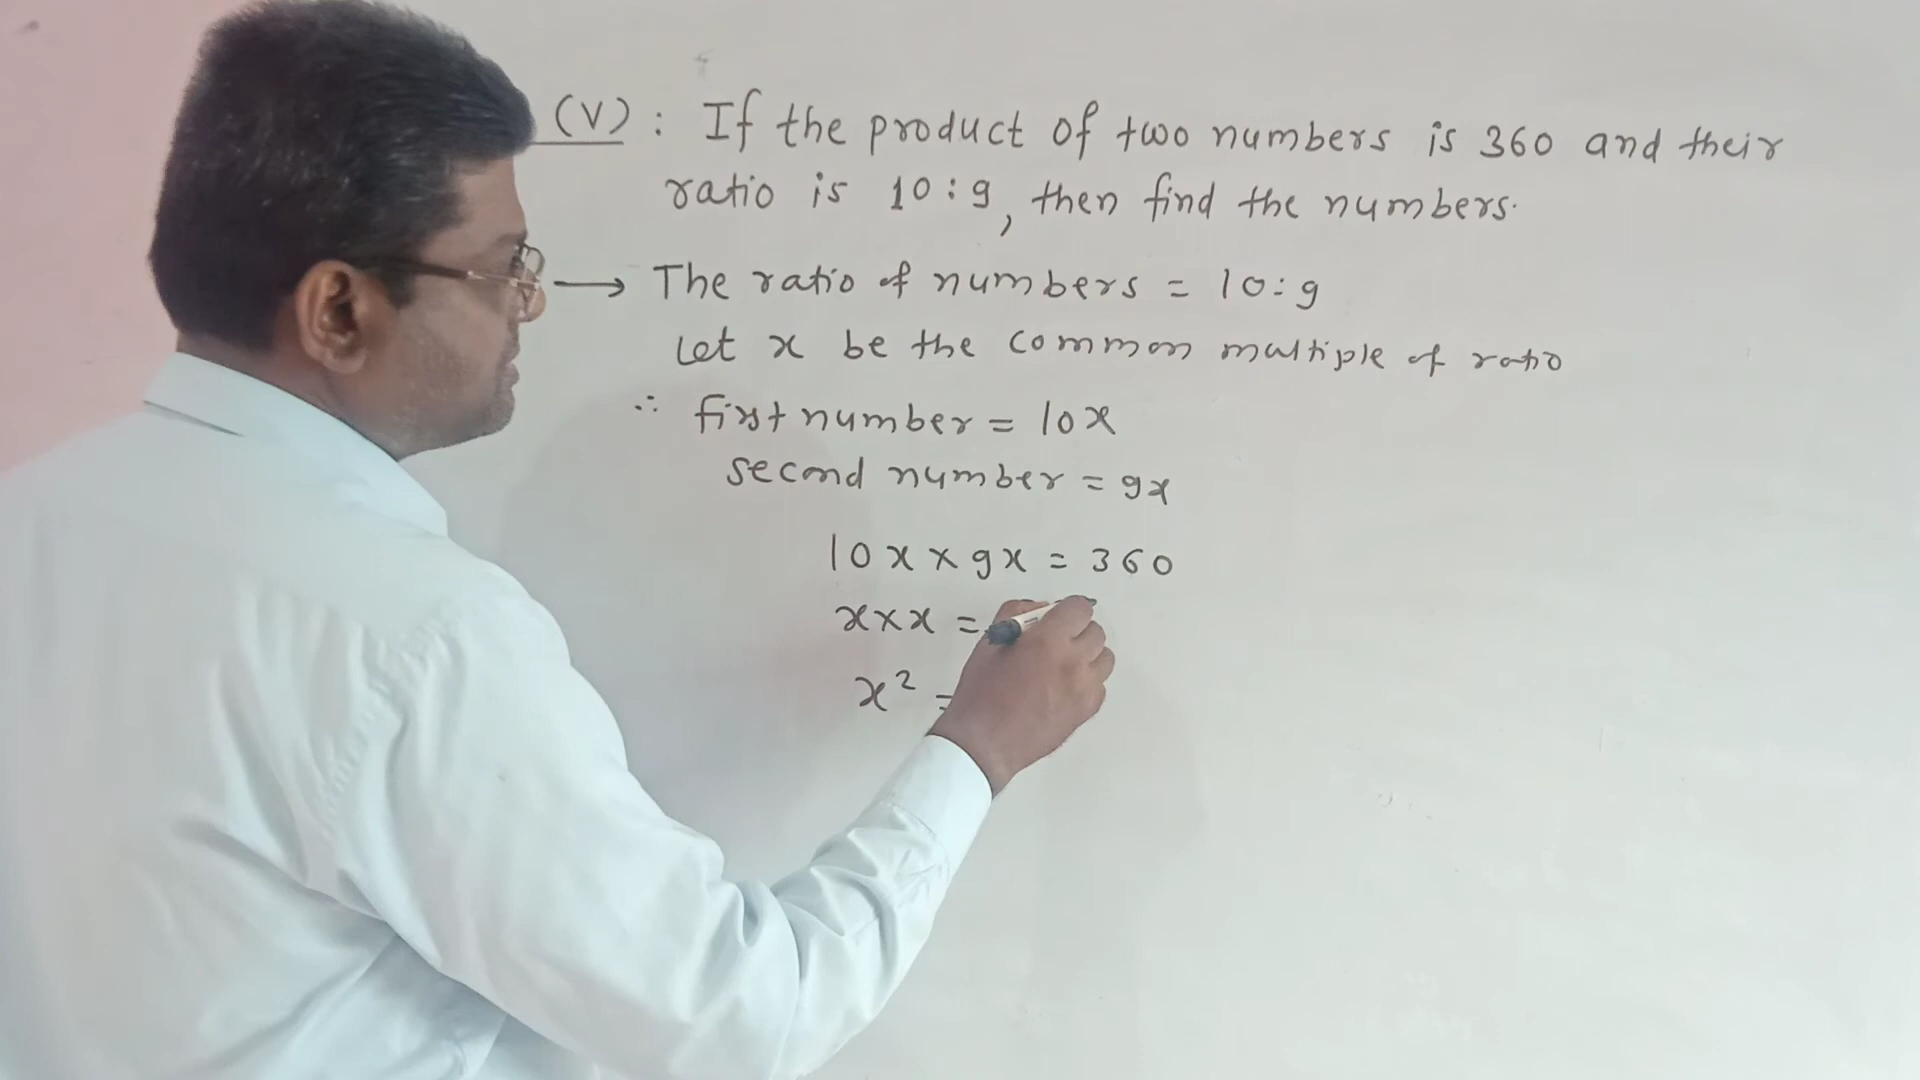 (V) : If the product of two numbers is 360 and their
ratio is 10:9, then find the numbers.
→ The ratio of numbers = 10:9
Let x be the common multiple of ratio
∴ first number = 10x
second number = 9x
10x × 9x = 360
x×x =
x² =